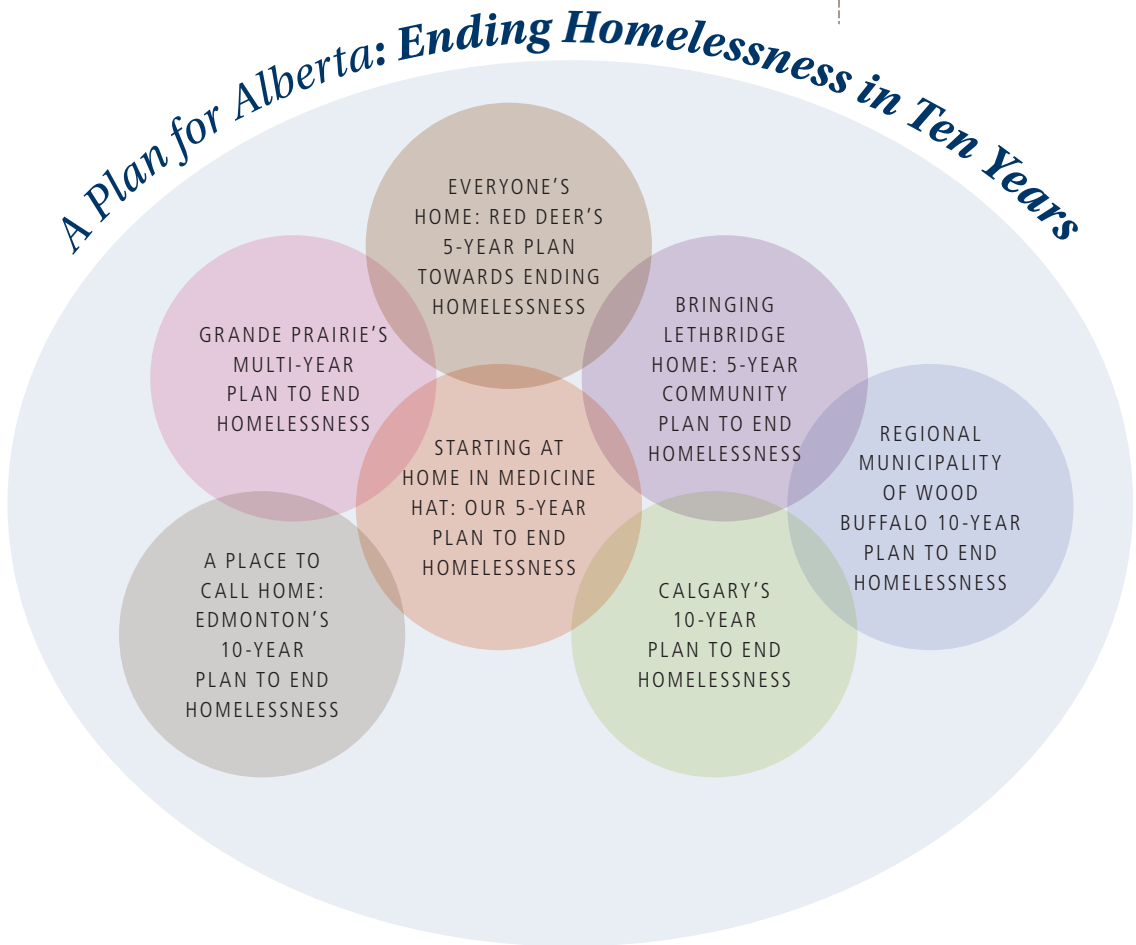 A Plan for Alberta: Ending Homelessness in Ten Years
EVERYONE'S
HOME: RED DEER'S
5-YEAR PLAN
TOWARDS ENDING
HOMELESSNESS
GRANDE PRAIRIE'S
MULTI-YEAR
PLAN TO END
HOMELESSNESS
BRINGING
LETHBRIDGE
HOME: 5-YEAR
COMMUNITY
PLAN TO END
HOMELESSNESS
STARTING AT
HOME IN MEDICINE
HAT: OUR 5-YEAR
PLAN TO END
HOMELESSNESS
REGIONAL
MUNICIPALITY
OF WOOD
BUFFALO 10-YEAR
PLAN TO END
HOMELESSNESS
A PLACE TO
CALL HOME:
EDMONTON'S
10-YEAR
PLAN TO END
HOMELESSNESS
CALGARY'S
10-YEAR
PLAN TO END
HOMELESSNESS